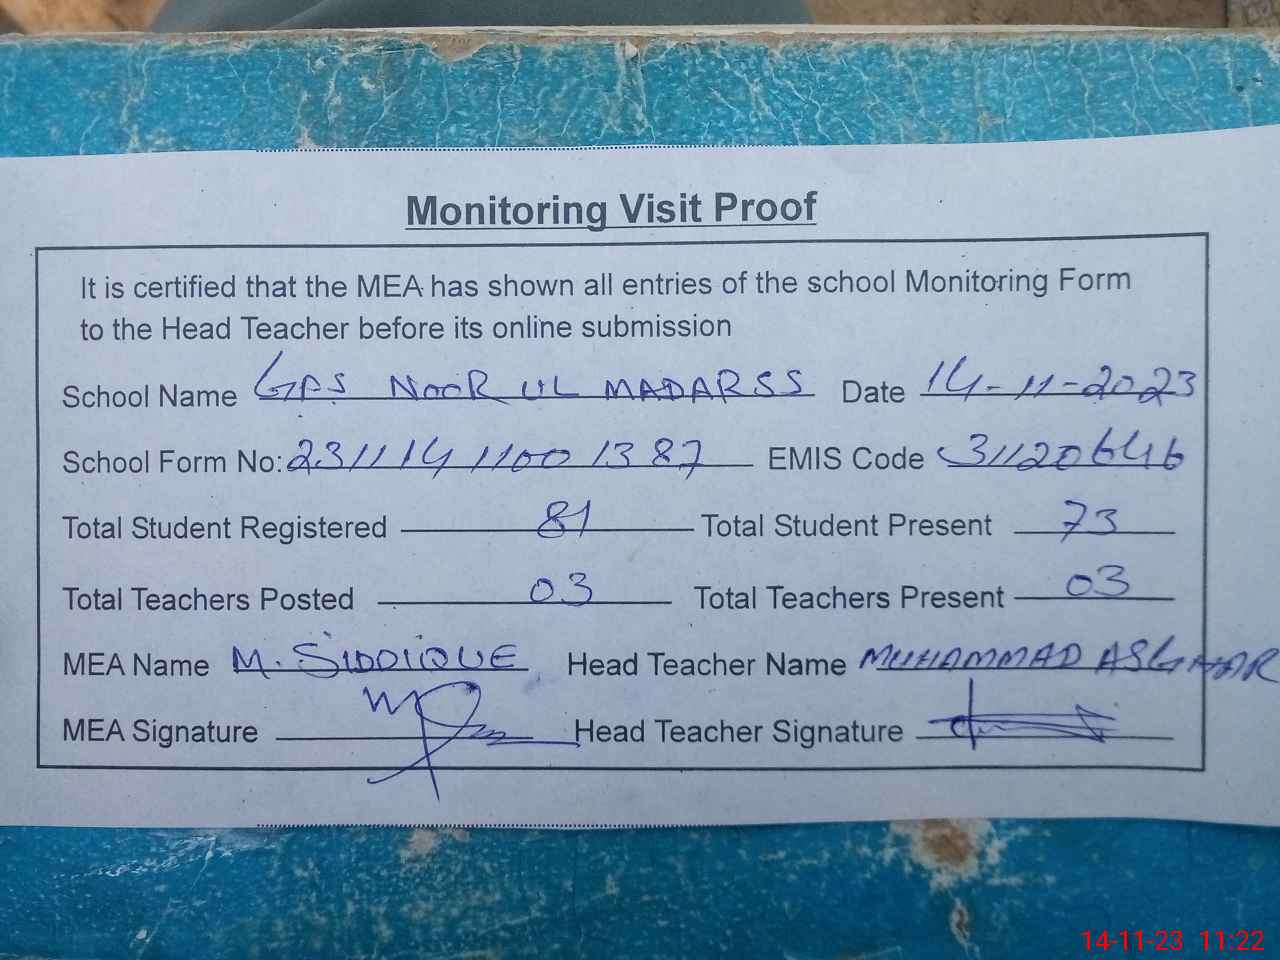 Monitoring Visit Proof
It is certified that the MEA has shown all entries of the school Monitoring Form
to the Head Teacher before its online submission
School Name GPS NOOR UL MADARSS Date 14-11-2023
School Form No: 23111411001387 EMIS Code 31120646
Total Student Registered 81 Total Student Present 73
Total Teachers Posted 03 Total Teachers Present 03
MEA Name M. SIDDIQUE Head Teacher Name MUHAMMAD ASGHAR
MEA Signature Head Teacher Signature
14-11-23 11:22